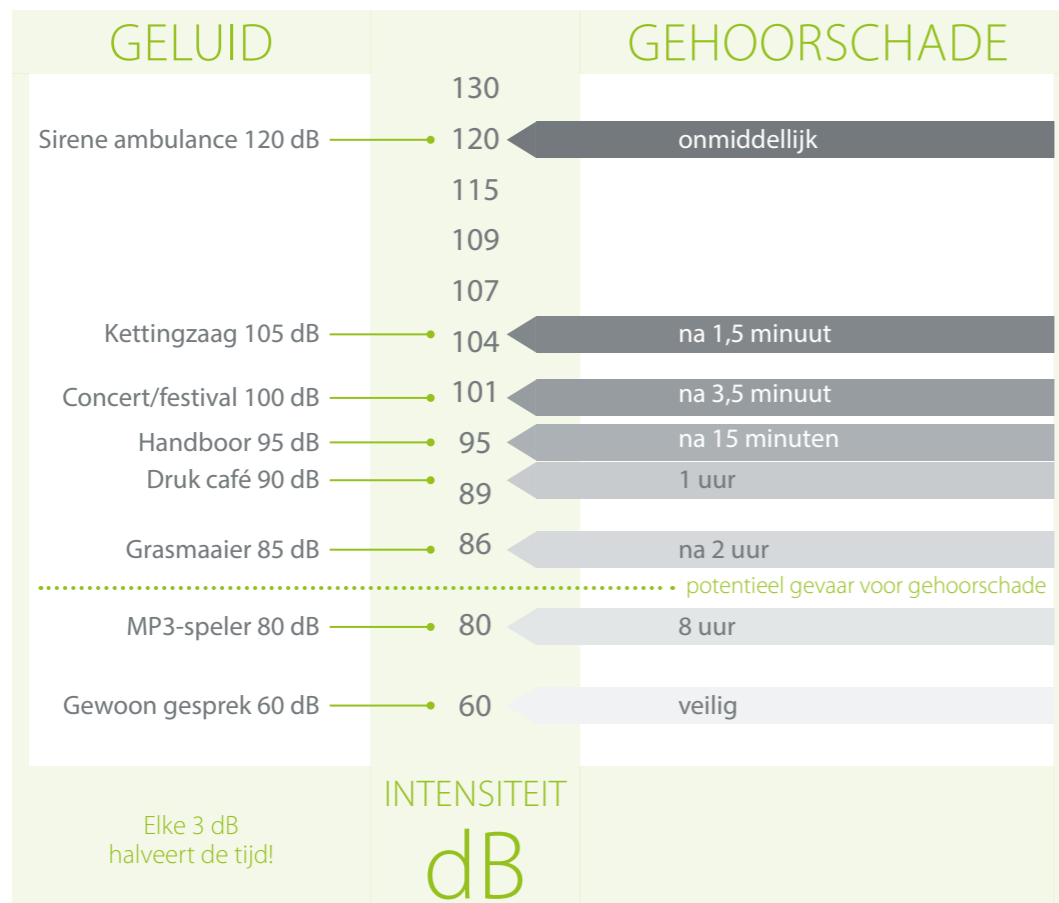 GELUID GEHOORSCHADE
130
Sirene ambulance 120 dB 120 onmiddellijk
115
109
107
Kettingzaag 105 dB 104 na 1,5 minuut
Concert/festival 100 dB 101 na 3,5 minuut
Handboor 95 dB 95 na 15 minuten
Druk café 90 dB 89 1 uur
Grasmaaier 85 dB 86 na 2 uur
potentieel gevaar voor gehoorschade
MP3-speler 80 dB 80 8 uur
Gewoon gesprek 60 dB 60 veilig
INTENSITEIT
dB
Elke 3 dB
halveert de tijd!